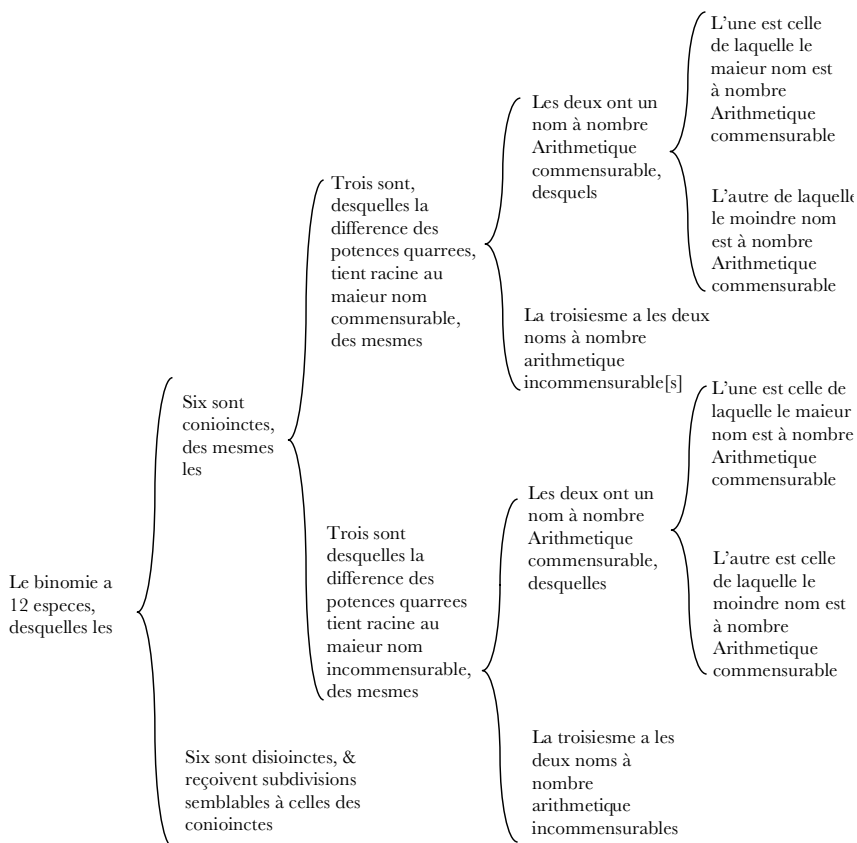 Le binomie a
12 especes,
desquelles les
Six sont
conioinctes,
des mesmes
les
Trois sont,
desquelles la
difference des
potences quarrees,
tient racine au
maieur nom
commensurable,
des mesmes
Les deux ont un
nom à nombre
Arithmetique
commensurable,
desquels
L'une est celle
de laquelle le
maieur nom est
à nombre
Arithmetique
commensurable
L'autre de laquelle
le moindre nom
est à nombre
Arithmetique
commensurable
La troisiesme a les deux
noms à nombre
arithmetique
incommensurable[s]
Trois sont
desquelles la
difference des
potences quarrees
tient racine au
maieur nom
incommensurable,
des mesmes
Les deux ont un
nom à nombre
Arithmetique
commensurable,
desquelles
L'une est celle de
laquelle le maieur
nom est à nombre
Arithmetique
commensurable
L'autre est celle
de laquelle le
moindre nom est
à nombre
Arithmetique
commensurable
La troisiesme a les
deux noms à
nombre
arithmetique
incommensurables
Six sont disioinctes, &
reçoivent subdivisions
semblables à celles des
conioinctes